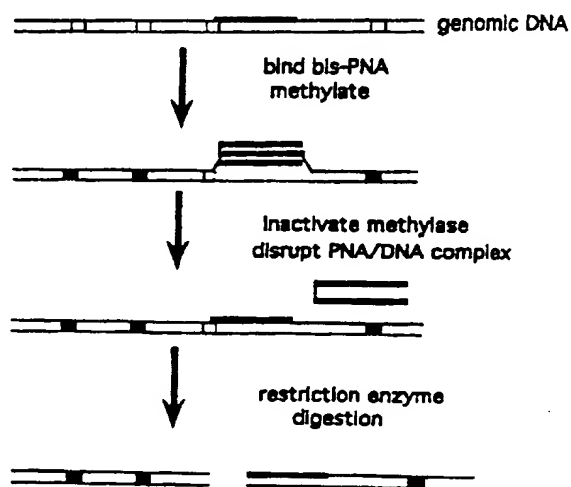 genomic DNA
bind bis-PNA
methylate
inactivate methylase
disrupt PNA/DNA complex
restriction enzyme
digestion